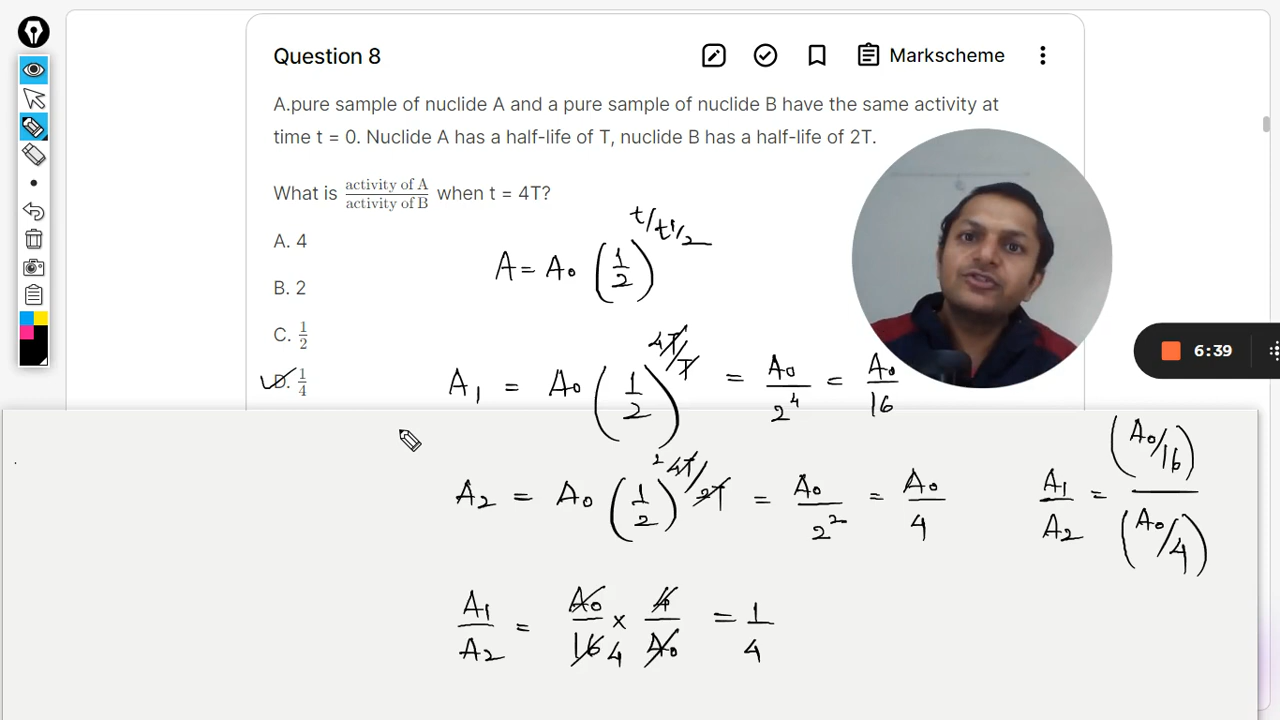 Question 8
Markscheme
A.pure sample of nuclide A and a pure sample of nuclide B have the same activity at
time t = 0. Nuclide A has a half-life of T, nuclide B has a half-life of 2T.
What is activity of A / activity of B when t = 4T?
A. 4
B. 2
C. 1/2
D. 1/4
A = A₀ (1/2)^(t/t1/2)
A₁ = A₀ (1/2)^(4T/T) = A₀/2⁴ = A₀/16
A₂ = A₀ (1/2)^(2 4T/2T) = A₀/2² = A₀/4
A₁/A₂ = (A₀/16)/(A₀/4)
A₁/A₂ = A₀/16 4 × 4/A₀ = 1/4
6:39